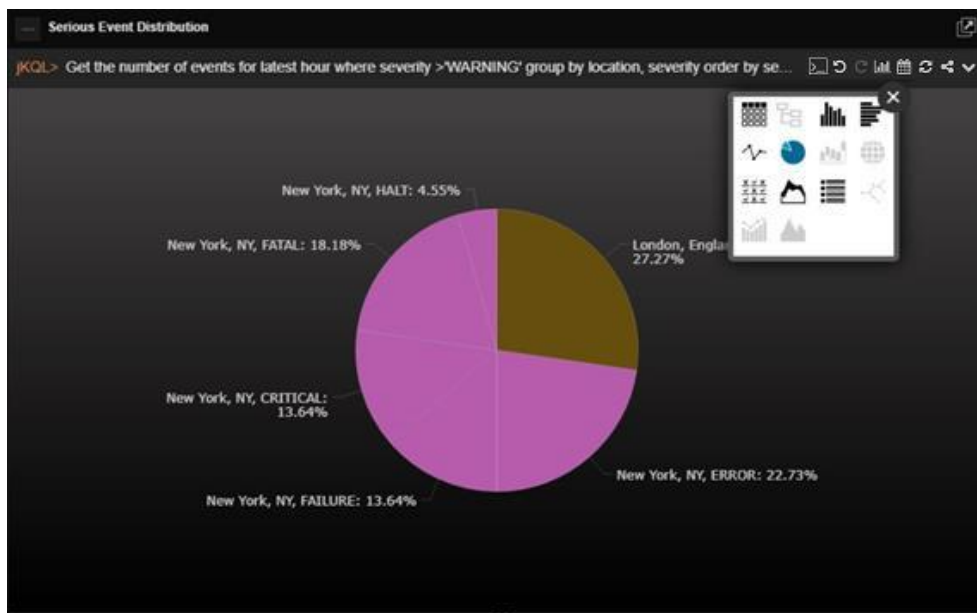 Serious Event Distribution
jKQL> Get the number of events for latest hour where severity >'WARNING' group by location, severity order by se...
New York, NY, HALT: 4.55%
New York, NY, FATAL: 18.18%
London, Engla
27.27%
New York, NY, CRITICAL:
13.64%
New York, NY, ERROR: 22.73%
New York, NY, FAILURE: 13.64%